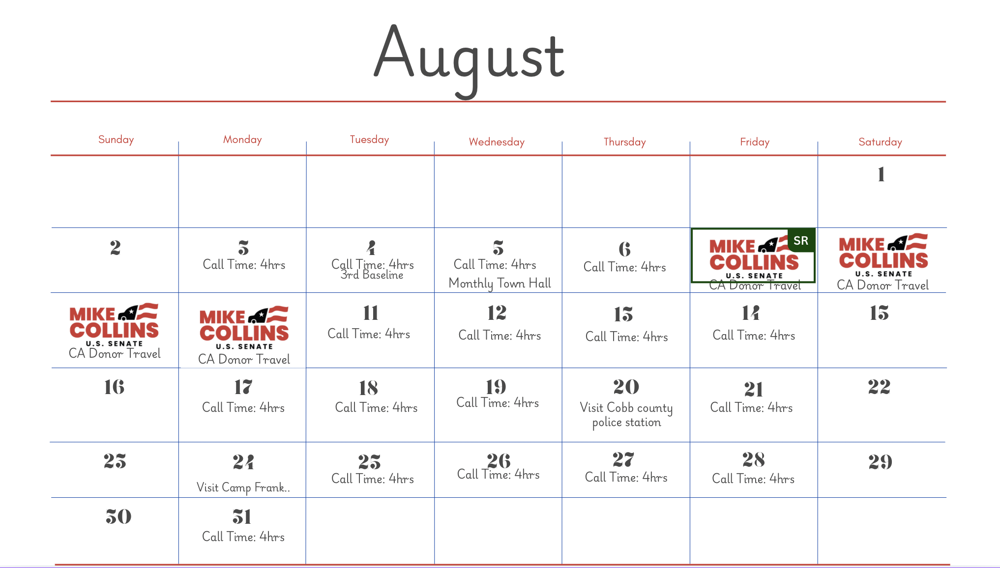 August
Sunday
Monday
Tuesday
Wednesday
Thursday
Friday
Saturday
1
2
3
Call Time: 4hrs
4
Call Time: 4hrs
3rd Baseline
5
Call Time: 4hrs
Monthly Town Hall
6
Call Time: 4hrs
SR
MIKE
COLLINS
U.S. SENATE
CA Donor Travel
MIKE
COLLINS
U.S. SENATE
CA Donor Travel
MIKE
COLLINS
U.S. SENATE
CA Donor Travel
MIKE
COLLINS
U.S. SENATE
CA Donor Travel
11
Call Time: 4hrs
12
Call Time: 4hrs
13
Call Time: 4hrs
14
Call Time: 4hrs
15
16
17
Call Time: 4hrs
18
Call Time: 4hrs
19
Call Time: 4hrs
20
Visit Cobb county
police station
21
Call Time: 4hrs
22
23
24
Visit Camp Frank..
25
Call Time: 4hrs
26
Call Time: 4hrs
27
Call Time: 4hrs
28
Call Time: 4hrs
29
30
31
Call Time: 4hrs